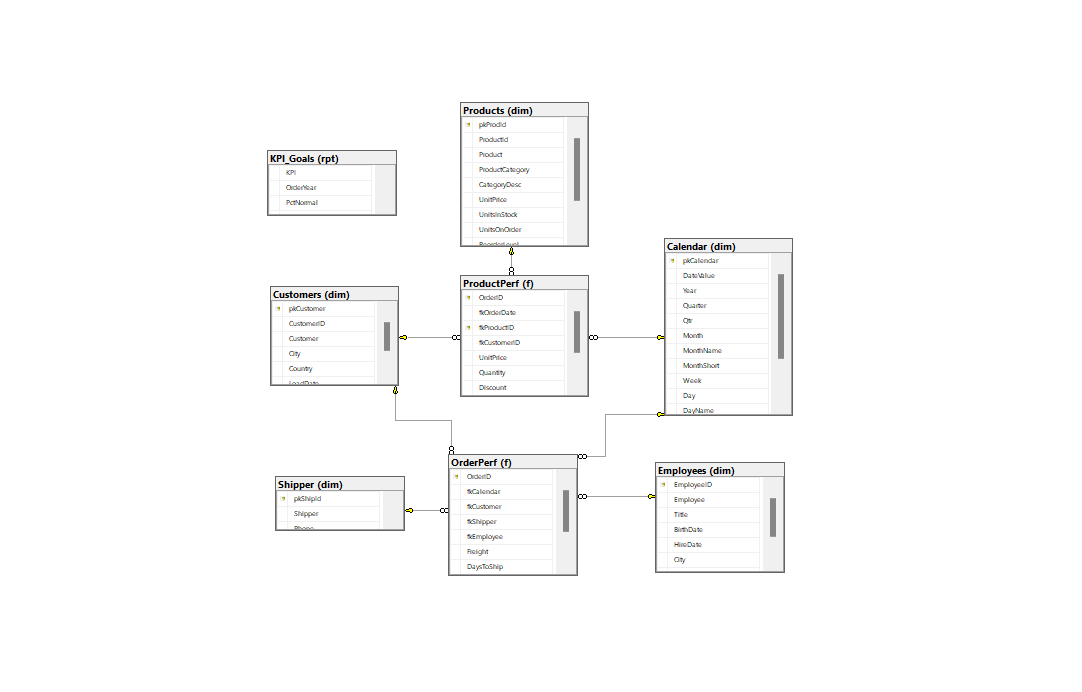 Products (dim)
pkProdId
ProductId
Product
ProductCategory
CategoryDesc
UnitPrice
UnitsInStock
UnitsOnOrder
ReorderLevel
KPI_Goals (rpt)
KPI
OrderYear
PctNormal
Calendar (dim)
pkCalendar
DateValue
Year
Quarter
Qtr
Month
MonthName
MonthShort
Week
Day
DayName
ProductPerf (f)
OrderID
fkOrderDate
fkProductID
fkCustomerID
UnitPrice
Quantity
Discount
Customers (dim)
pkCustomer
CustomerID
Customer
City
Country
LoadDate
OrderPerf (f)
OrderID
fkCalendar
fkCustomer
fkShipper
fkEmployee
Freight
DaysToShip
Shipper (dim)
pkShipId
Shipper
Phone
Employees (dim)
EmployeeID
Employee
Title
BirthDate
HireDate
City